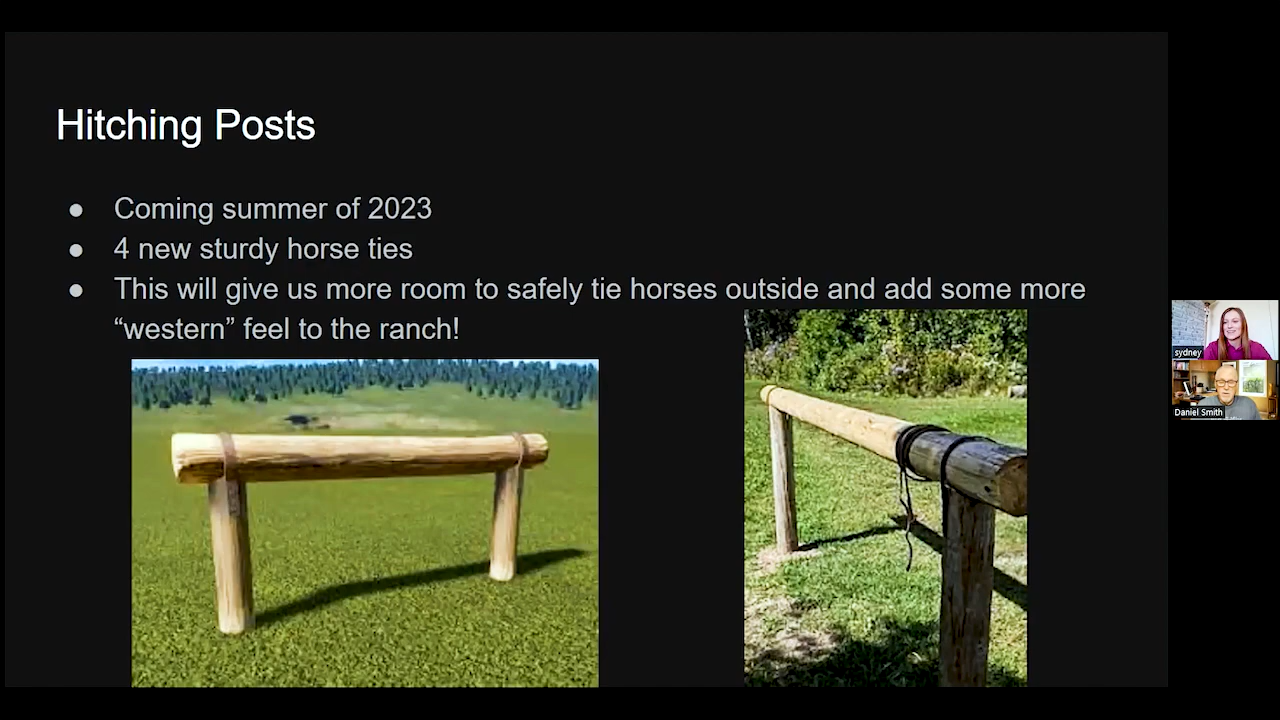 Hitching Posts
● Coming summer of 2023
● 4 new sturdy horse ties
● This will give us more room to safely tie horses outside and add some more
“western” feel to the ranch!
sydney
Daniel Smith